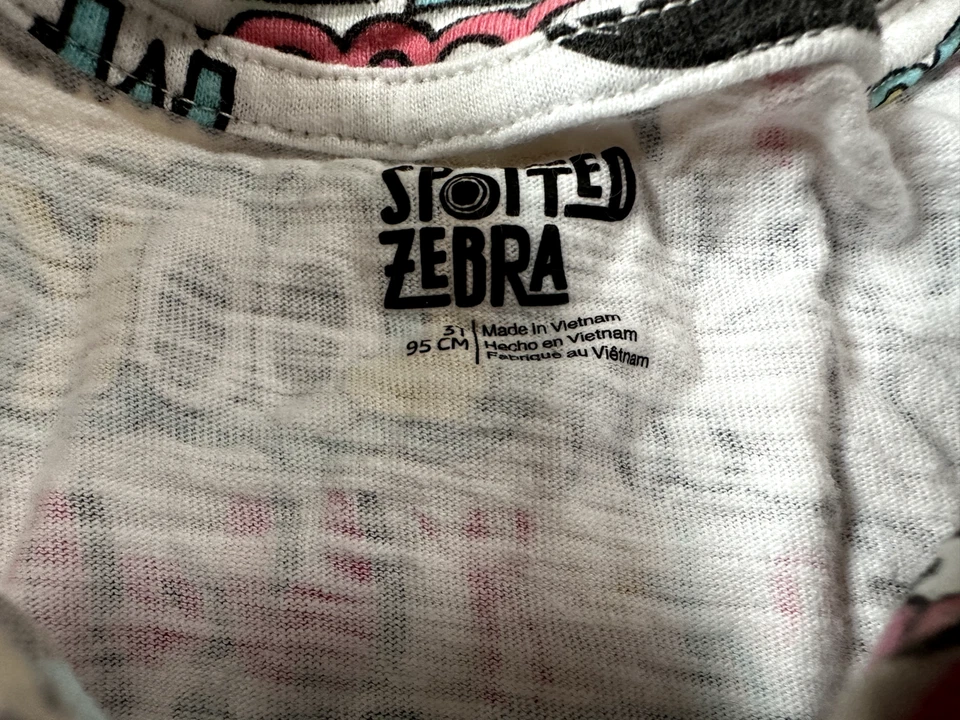 SPOTTED
ZEBRA
3T
95 CM
Made in Vietnam
Hecho en Vietnam
Fabriqué au Viêtnam